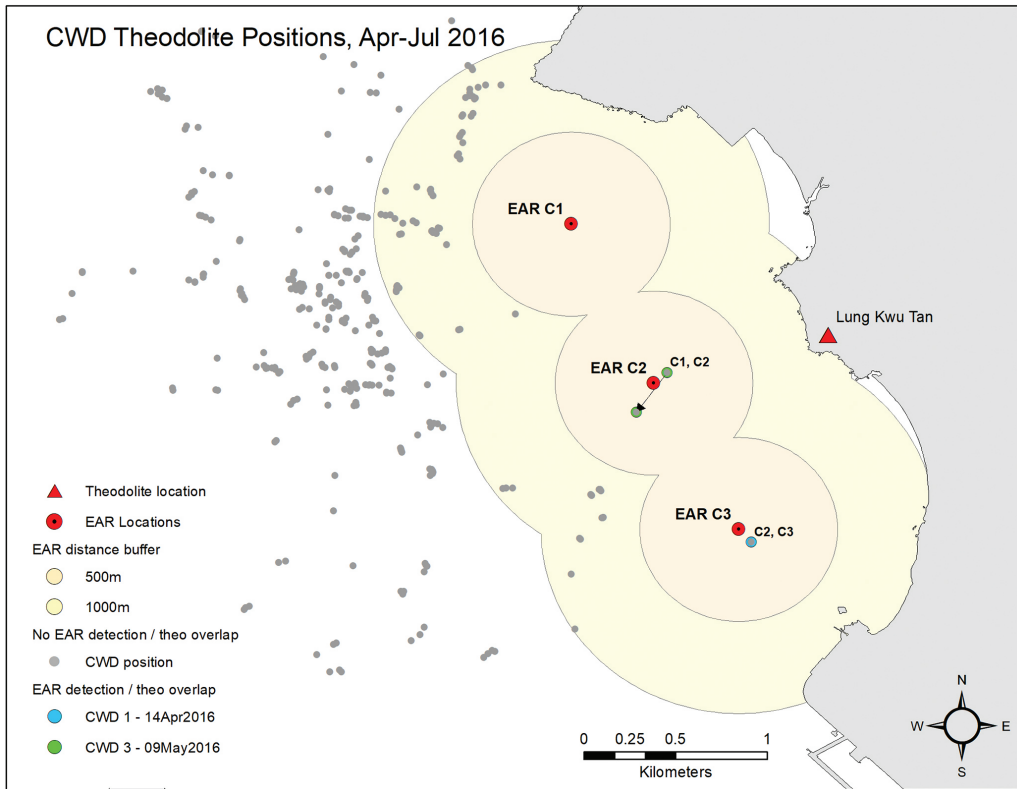 CWD Theodolite Positions, Apr-Jul 2016
EAR C1
Lung Kwu Tan
EAR C2
C1, C2
EAR C3
C2, C3
Theodolite location
EAR Locations
EAR distance buffer
500m
1000m
No EAR detection / theo overlap
CWD position
EAR detection / theo overlap
CWD 1 - 14Apr2016
CWD 3 - 09May2016
0 0.25 0.5 1
Kilometers
N
W E
S